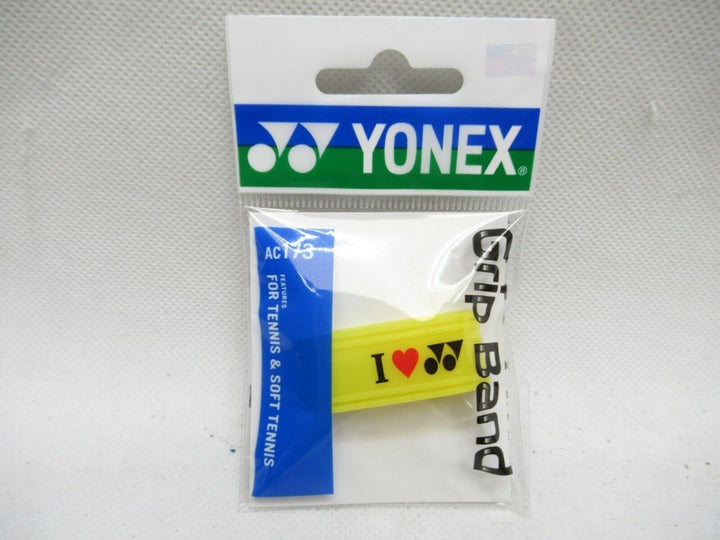 YONEX®
AC173
FEATURES
FOR TENNIS & SOFT TENNIS
Grip Band
I ♥